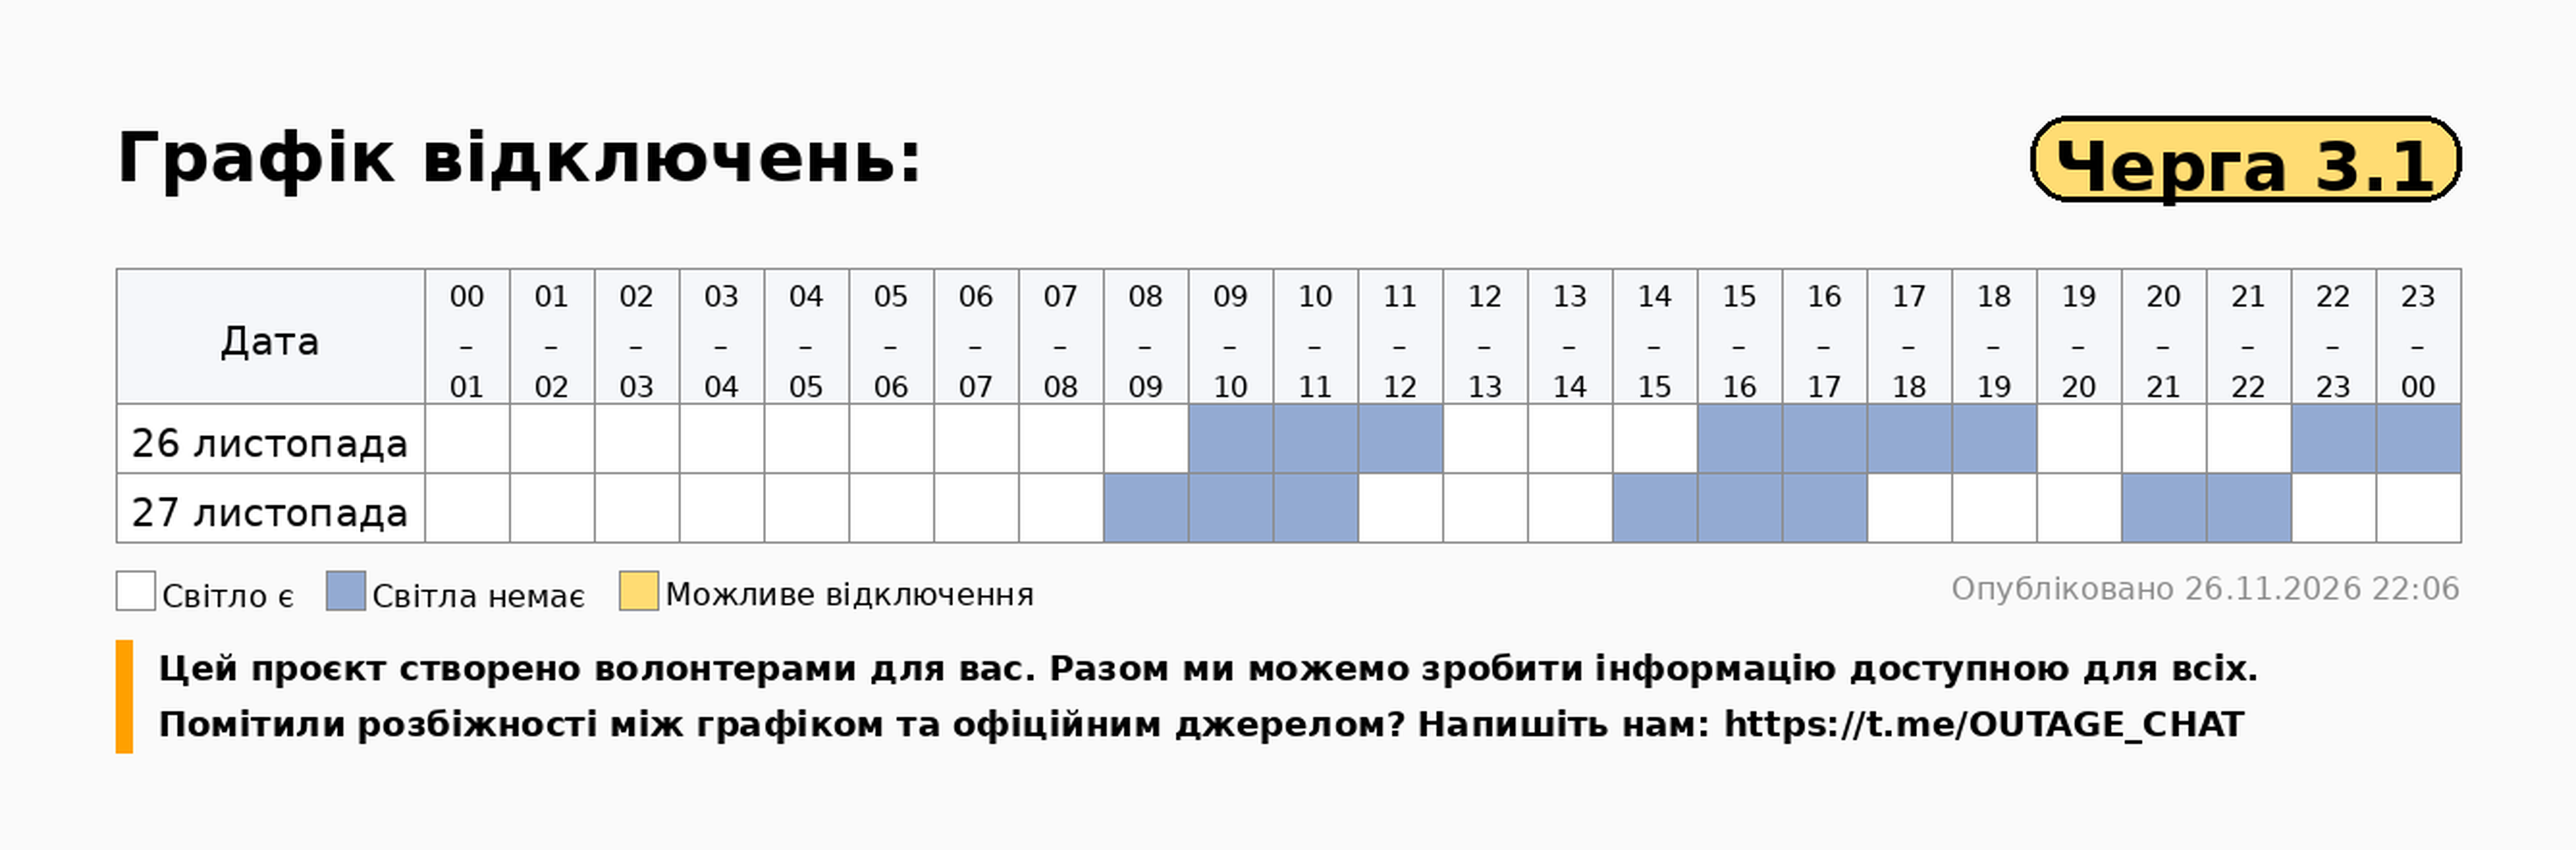 Графік відключень:
Черга 3.1
Дата 00 – 01 01 – 02 02 – 03 03 – 04 04 – 05 05 – 06 06 – 07 07 – 08 08 – 09 09 – 10 10 – 11 11 – 12 12 – 13 13 – 14 14 – 15 15 – 16 16 – 17 17 – 18 18 – 19 19 – 20 20 – 21 21 – 22 22 – 23 23 – 00
26 листопада
27 листопада
Світло є Світла немає Можливе відключення
Опубліковано 26.11.2026 22:06
Цей проєкт створено волонтерами для вас. Разом ми можемо зробити інформацію доступною для всіх.
Помітили розбіжності між графіком та офіційним джерелом? Напишіть нам: https://t.me/OUTAGE_CHAT